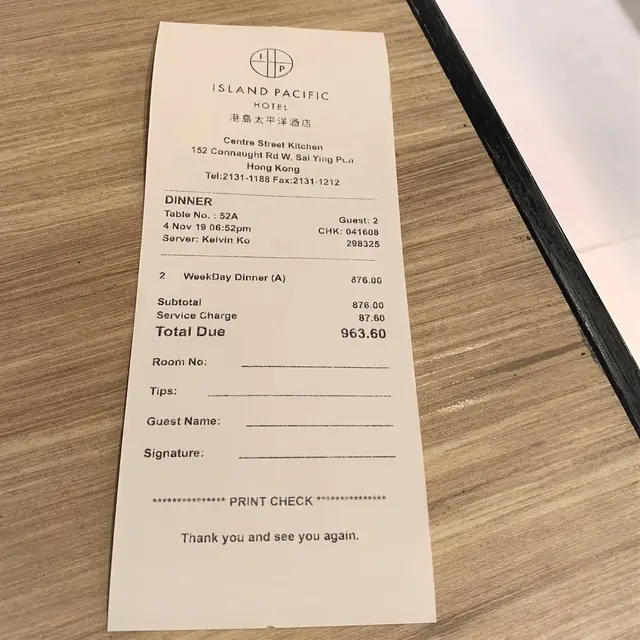 I P
ISLAND PACIFIC
HOTEL
港島太平洋酒店
Centre Street Kitchen
152 Connaught Rd W, Sai Ying Pun
Hong Kong
Tel:2131-1188 Fax:2131-1212
DINNER
Table No. : 52A Guest: 2
4 Nov 19 06:52pm CHK: 041608
Server: Kelvin Ko 298325
2 WeekDay Dinner (A) 876.00
Subtotal 876.00
Service Charge 87.60
Total Due 963.60
Room No:
Tips:
Guest Name:
Signature:
*************** PRINT CHECK ***************
Thank you and see you again.